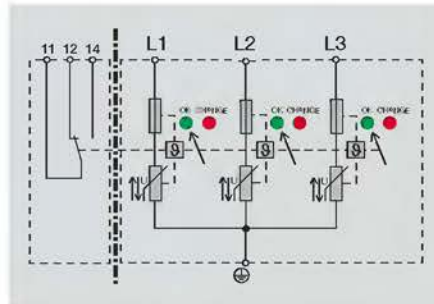 11 12 14 L1 L2 L3
OK CHANGE OK CHANGE OK CHANGE
ϑ ϑ ϑ
U U U